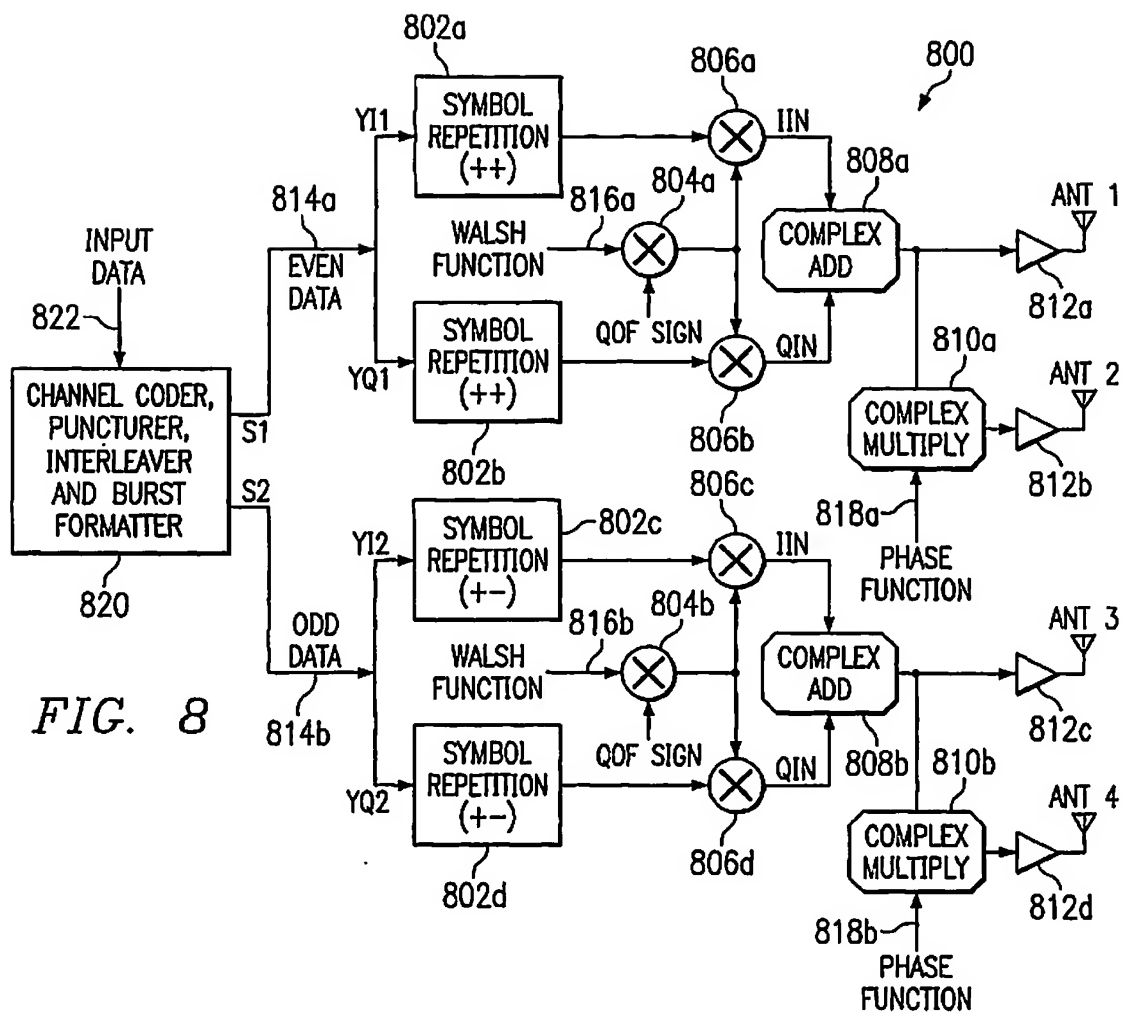 802a
SYMBOL
REPETITION
(++)
YI1
806a
IIN
800
808a
COMPLEX
ADD
ANT 1
812a
814a
EVEN
DATA
WALSH
FUNCTION
816a
804a
QOF SIGN
INPUT
DATA
822
CHANNEL CODER,
PUNCTURER,
INTERLEAVER
AND BURST
FORMATTER
820
S1
S2
YQ1
SYMBOL
REPETITION
(++)
802b
QIN
806b
810a
COMPLEX
MULTIPLY
ANT 2
812b
818a
PHASE
FUNCTION
YI2
SYMBOL
REPETITION
(+-)
802c
806c
IIN
ODD
DATA
814b
WALSH
FUNCTION
816b
804b
QOF SIGN
COMPLEX
ADD
808b
ANT 3
812c
YQ2
SYMBOL
REPETITION
(+-)
802d
QIN
806d
810b
COMPLEX
MULTIPLY
ANT 4
812d
818b
PHASE
FUNCTION
FIG. 8